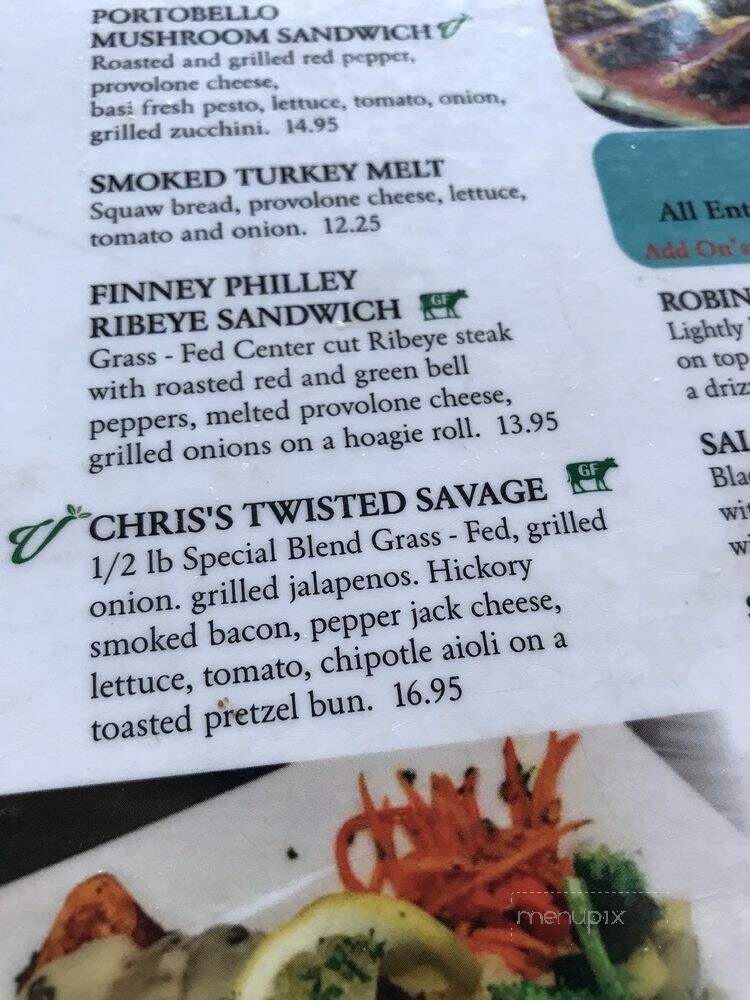 PORTOBELLO
MUSHROOM SANDWICH
Roasted and grilled red pepper,
provolone cheese,
basi fresh pesto, lettuce, tomato, onion,
grilled zucchini. 14.95
SMOKED TURKEY MELT
Squaw bread, provolone cheese, lettuce,
tomato and onion. 12.25
FINNEY PHILLEY
RIBEYE SANDWICH GF
Grass - Fed Center cut Ribeye steak
with roasted red and green bell
peppers, melted provolone cheese,
grilled onions on a hoagie roll. 13.95
CHRIS'S TWISTED SAVAGE GF
1/2 lb Special Blend Grass - Fed, grilled
onion. grilled jalapenos. Hickory
smoked bacon, pepper jack cheese,
lettuce, tomato, chipotle aioli on a
toasted pretzel bun. 16.95
All Ent
Add On's
ROBIN
Lightly
on top
a driz
SAL
Bla
wi
wi
menupix